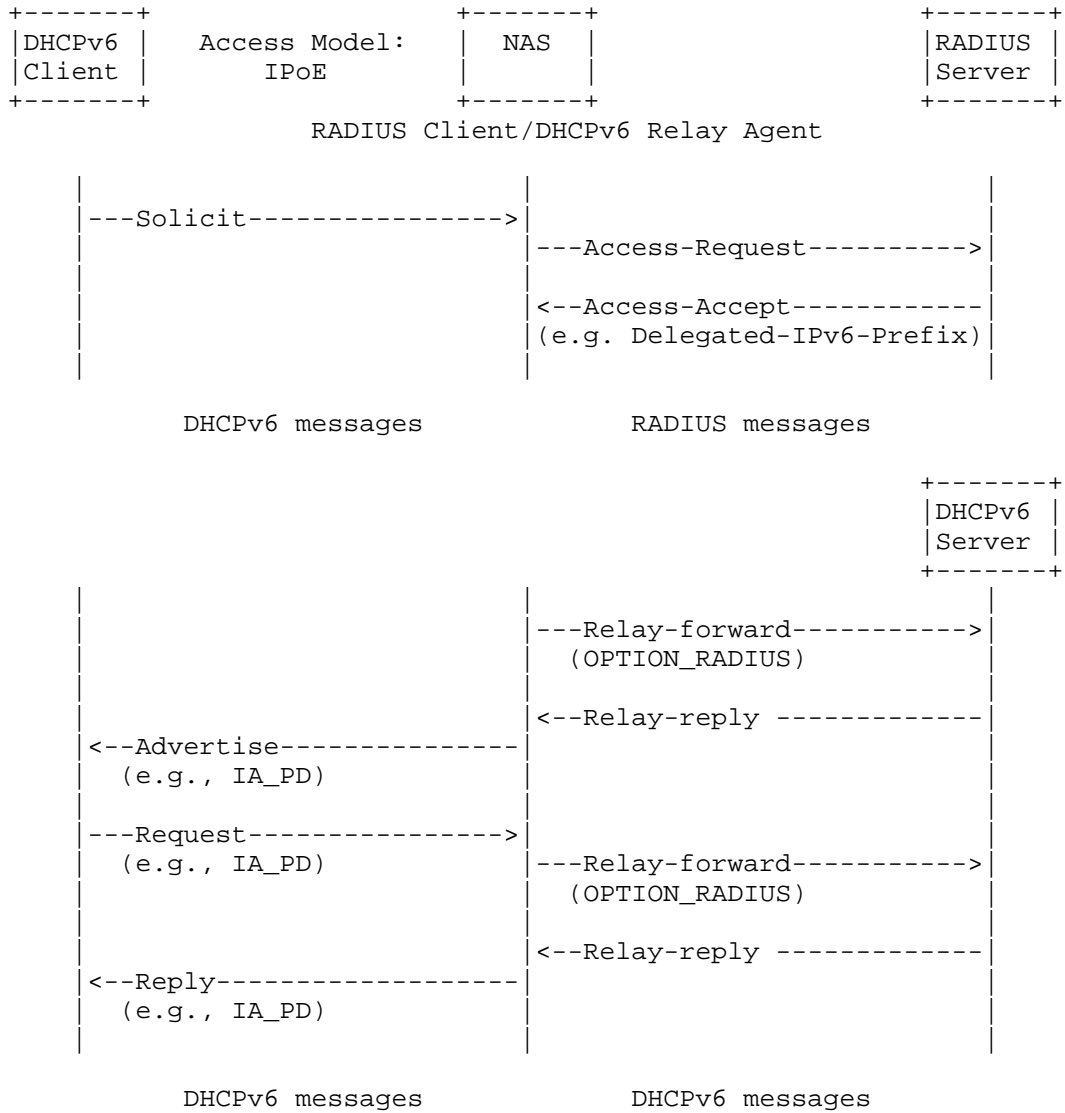 +-------+                       +-------+                       +-------+
|DHCPv6 |    Access Model:      |  NAS  |                       |RADIUS |
|Client |        IPoE           |       |                       |Server |
+-------+                       +-------+                       +-------+
RADIUS Client/DHCPv6 Relay Agent
|---Solicit---------------->|
|---Access-Request---------->|
|<--Access-Accept------------|
|(e.g. Delegated-IPv6-Prefix)|
DHCPv6 messages             RADIUS messages
+-------+
|DHCPv6 |
|Server |
+-------+
|---Relay-forward----------->|
(OPTION_RADIUS)
|<--Relay-reply -------------|
|<--Advertise---------------|
(e.g., IA_PD)
|---Request---------------->|
(e.g., IA_PD)               |---Relay-forward----------->|
(OPTION_RADIUS)
|<--Relay-reply -------------|
|<--Reply-------------------|
(e.g., IA_PD)
DHCPv6 messages             DHCPv6 messages